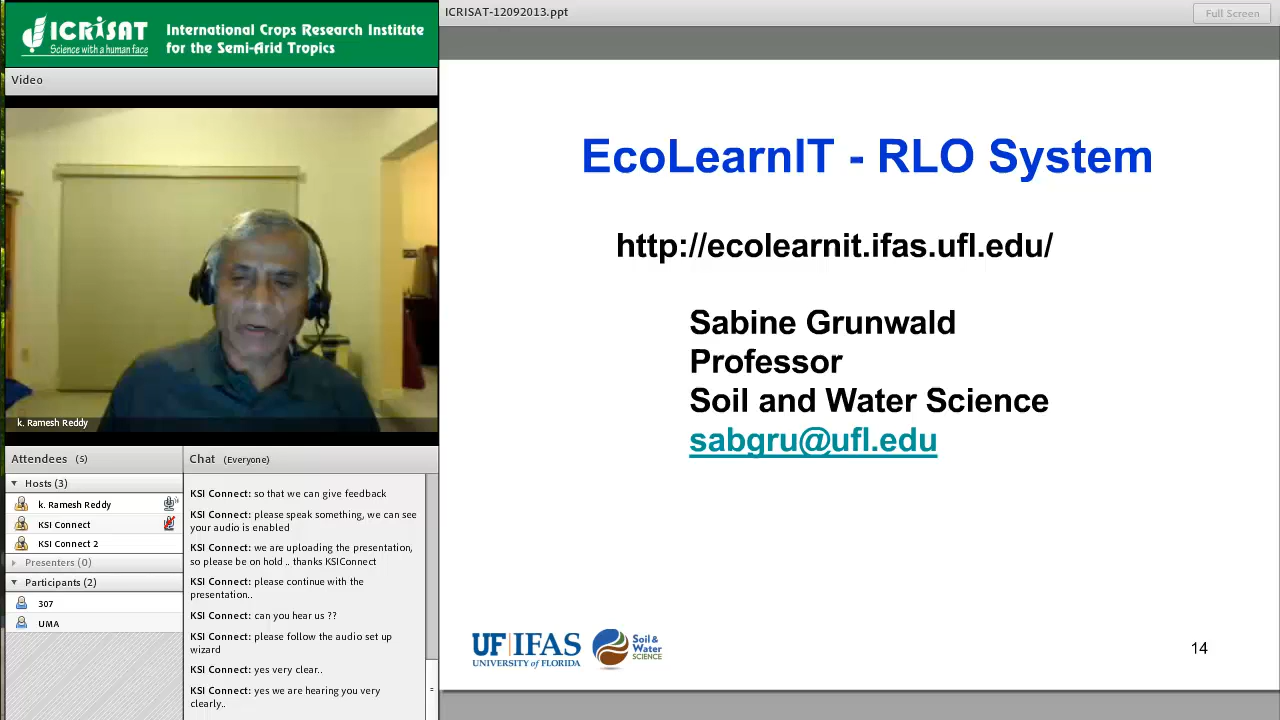 ICRISAT
Science with a human face
International Crops Research Institute
for the Semi-Arid Tropics
Video
k. Ramesh Reddy
Attendees (5)
Hosts (3)
k. Ramesh Reddy
KSI Connect
KSI Connect 2
Presenters (0)
Participants (2)
307
UMA
Chat (Everyone)
KSI Connect: so that we can give feedback
KSI Connect: please speak something, we can see
your audio is enabled
KSI Connect: we are uploading the presentation,
so please be on hold .. thanks KSIConnect
KSI Connect: please continue with the
presentation..
KSI Connect: can you hear us ??
KSI Connect: please follow the audio set up
wizard
KSI Connect: yes very clear..
KSI Connect: yes we are hearing you very
clearly..
ICRISAT-12092013.ppt
Full Screen
EcoLearnIT - RLO System
http://ecolearnit.ifas.ufl.edu/
Sabine Grunwald
Professor
Soil and Water Science
sabgru@ufl.edu
UF|IFAS
UNIVERSITY of FLORIDA
Soil &
Water
SCIENCE
14